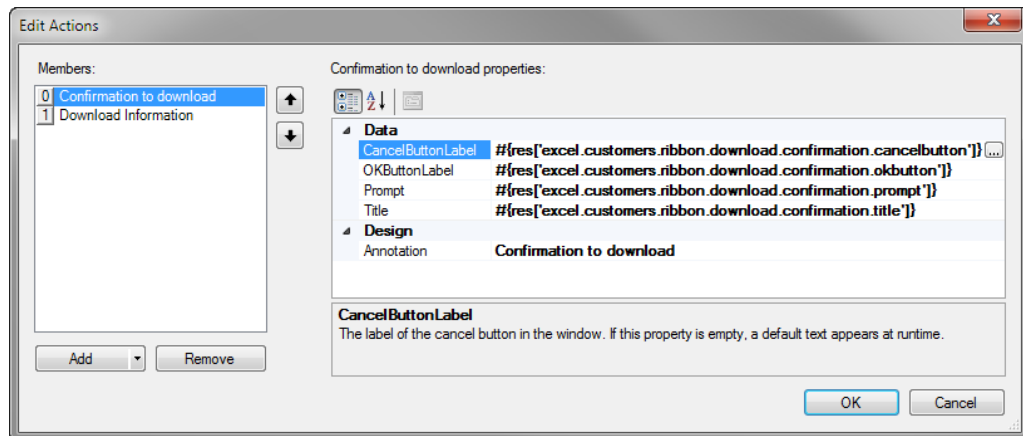 Edit Actions
Members:
0 Confirmation to download
1 Download Information
Add
Remove
Confirmation to download properties:
Data
CancelButtonLabel #{res['excel.customers.ribbon.download.confirmation.cancelbutton']} ...
OKButtonLabel #{res['excel.customers.ribbon.download.confirmation.okbutton']}
Prompt #{res['excel.customers.ribbon.download.confirmation.prompt']}
Title #{res['excel.customers.ribbon.download.confirmation.title']}
Design
Annotation Confirmation to download
CancelButtonLabel
The label of the cancel button in the window. If this property is empty, a default text appears at runtime.
OK
Cancel